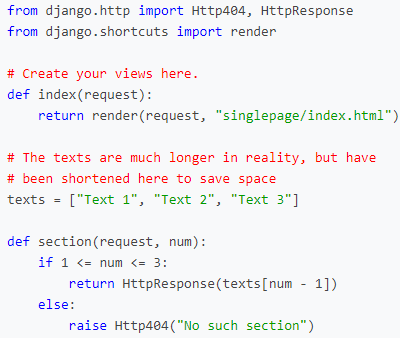 from django.http import Http404, HttpResponse
from django.shortcuts import render

# Create your views here.
def index(request):
    return render(request, "singlepage/index.html")

# The texts are much longer in reality, but have
# been shortened here to save space
texts = ["Text 1", "Text 2", "Text 3"]

def section(request, num):
    if 1 <= num <= 3:
        return HttpResponse(texts[num - 1])
    else:
        raise Http404("No such section")